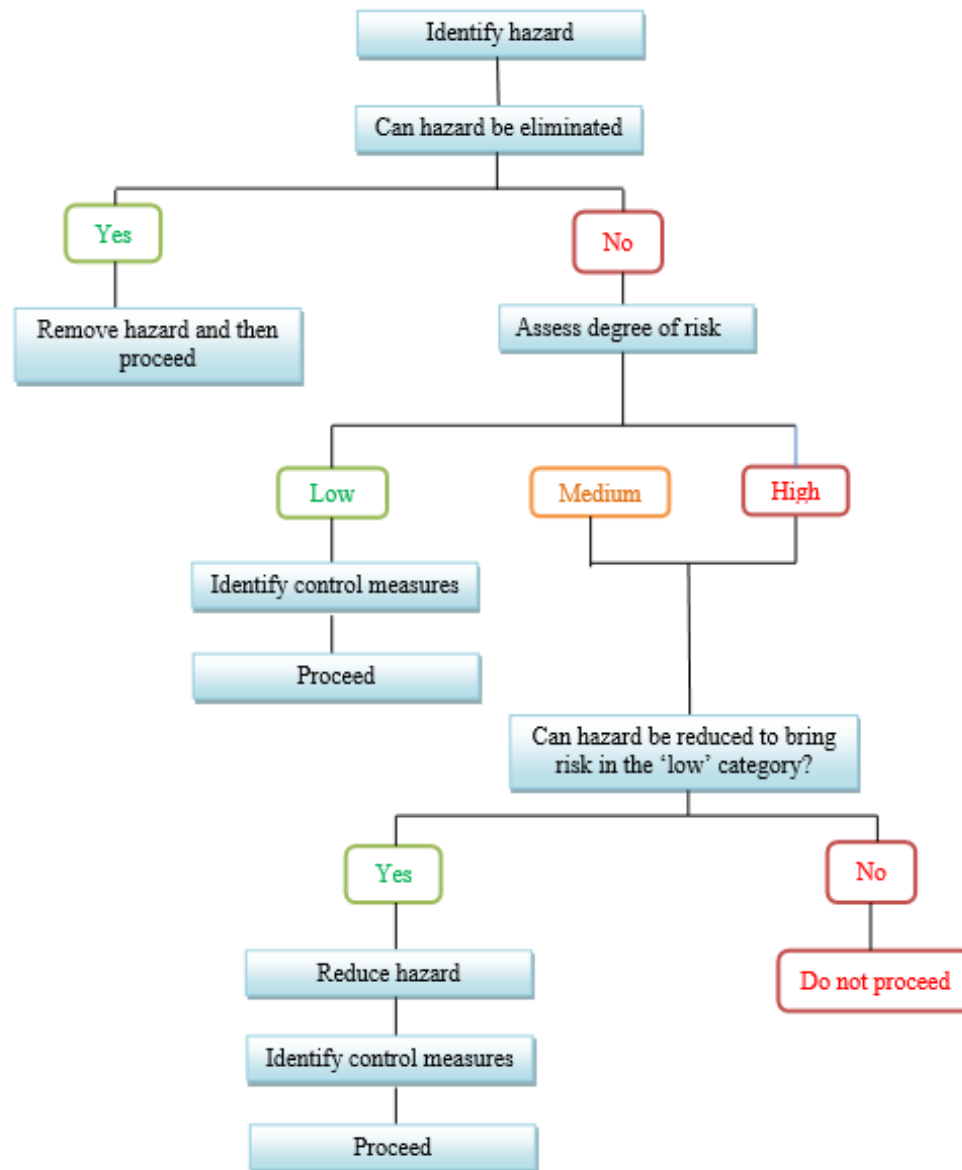 Identify hazard
Can hazard be eliminated
Yes
No
Remove hazard and then
proceed
Assess degree of risk
Low
Medium
High
Identify control measures
Proceed
Can hazard be reduced to bring
risk in the ‘low’ category?
Yes
No
Reduce hazard
Do not proceed
Identify control measures
Proceed